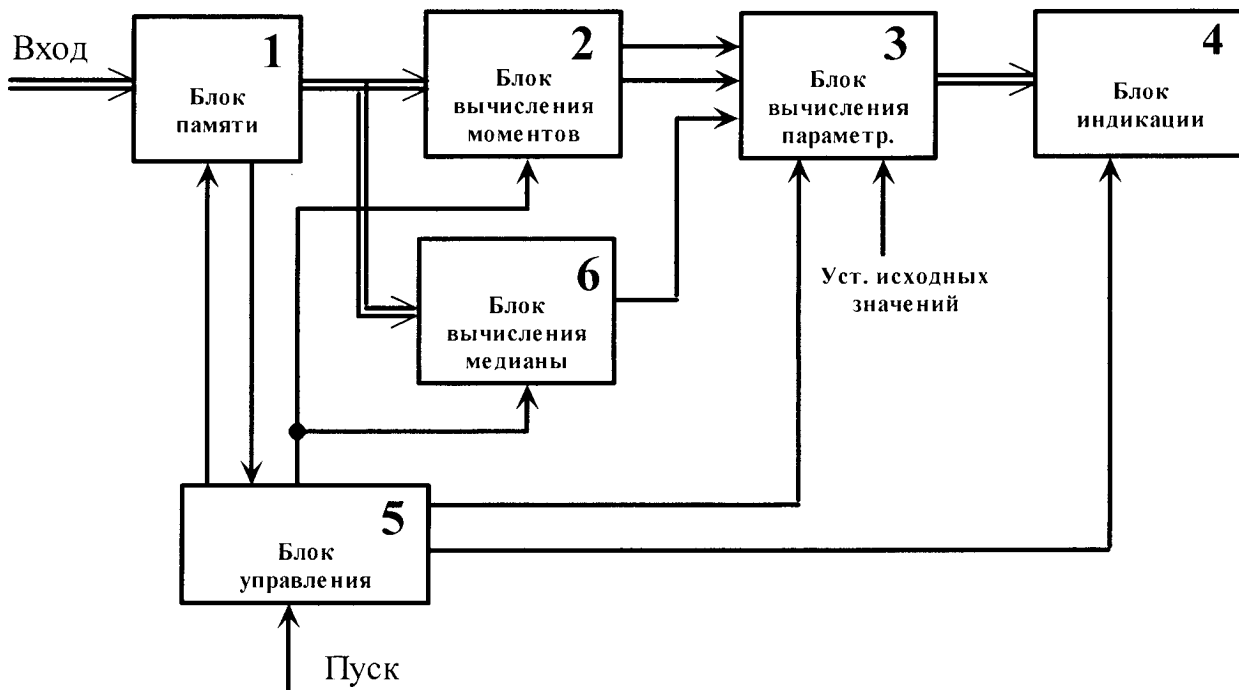 Вход
1
Блок
памяти
2
Блок
вычисления
моментов
3
Блок
вычисления
параметр.
4
Блок
индикации
6
Блок
вычисления
медианы
Уст. исходных
значений
5
Блок
управления
Пуск